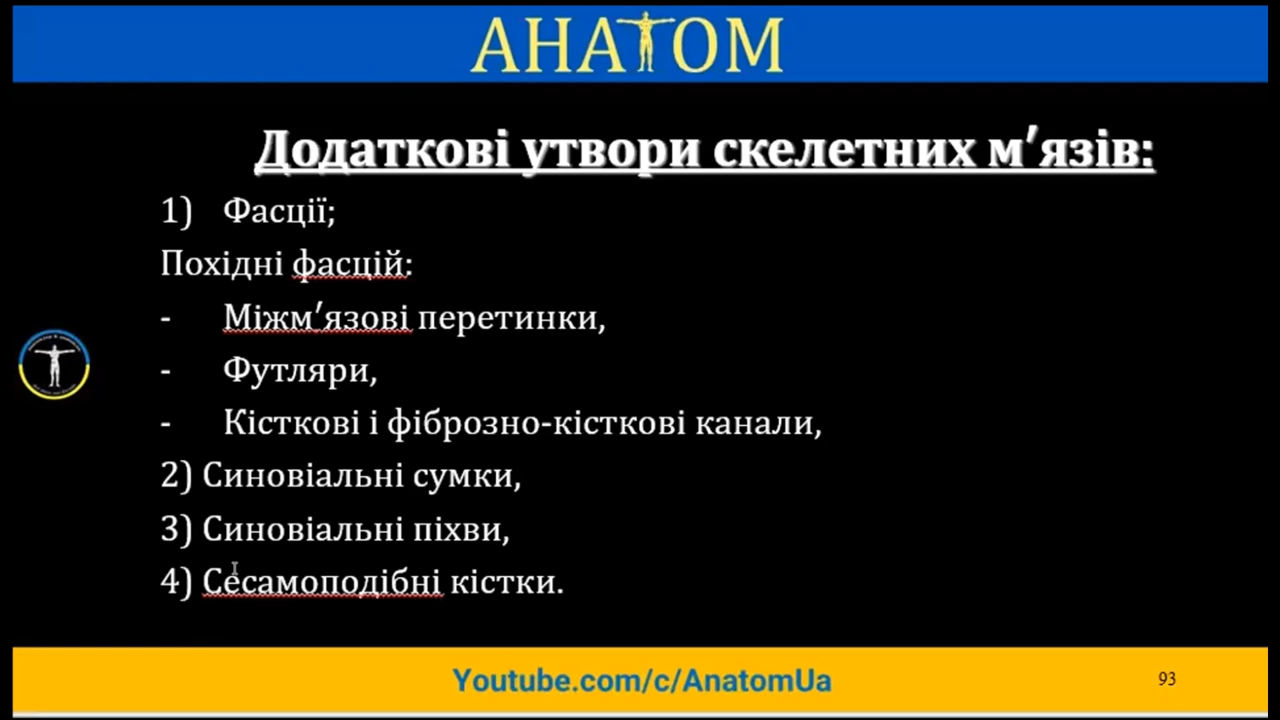 АНАТОМ
Додаткові утвори скелетних м′язів:
1) Фасції;
Похідні фасцій:
- Міжм′язові перетинки,
- Футляри,
- Кісткові і фіброзно-кісткові канали,
2) Синовіальні сумки,
3) Синовіальні піхви,
4) Сесамоподібні кістки.
Youtube.com/c/AnatomUa
93